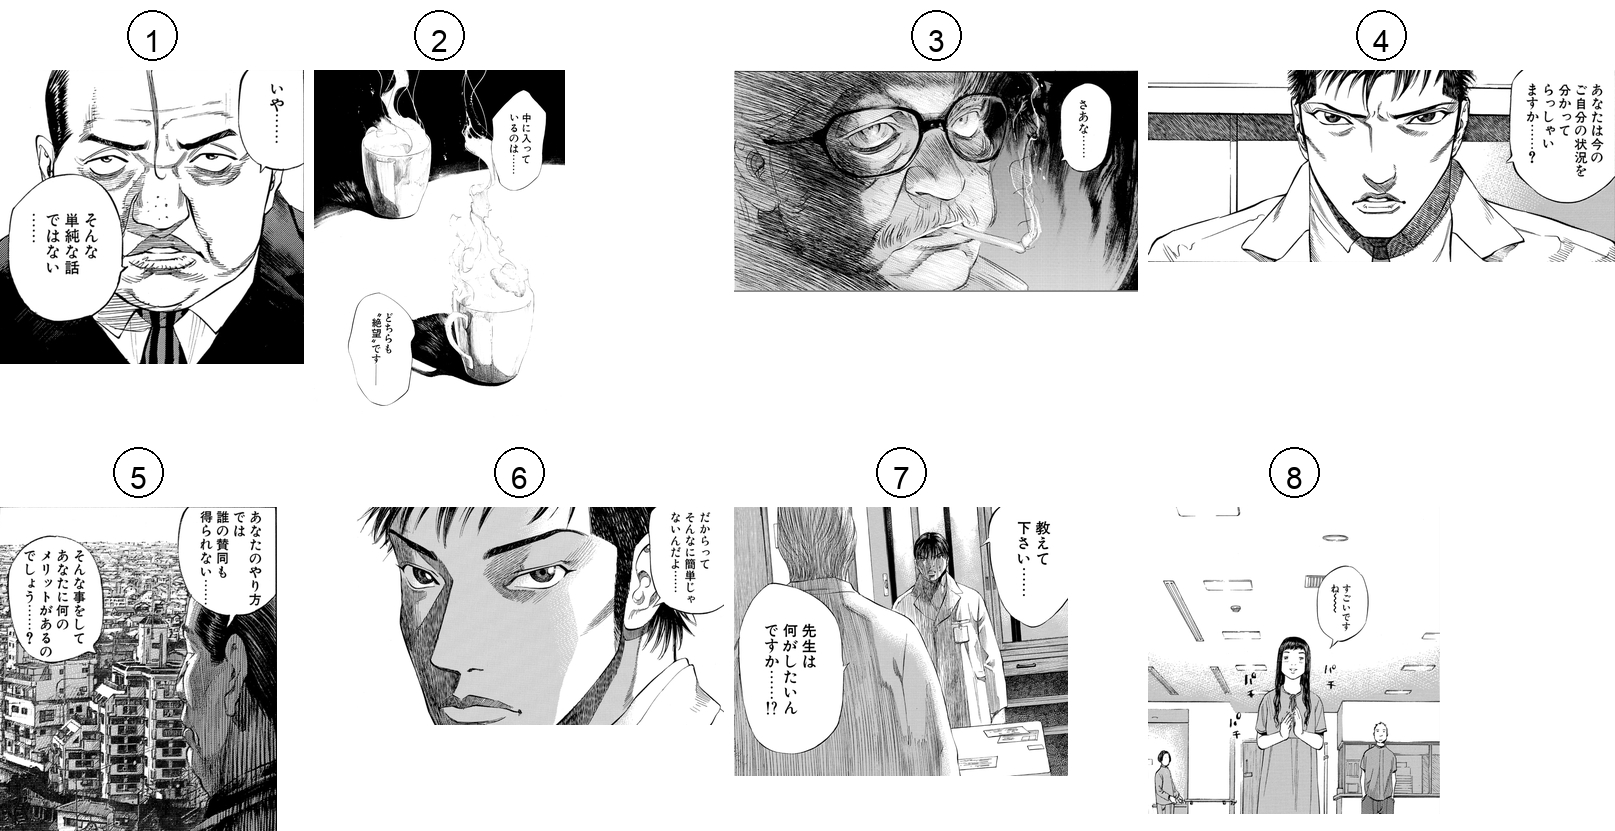 1
いや……
そんな
単純な話
ではない
……
2
中に入って
いるのは……
どちらも
〝絶望〟です――
3
さあな……
4
あなたは今の
ご自分の状況を
分かって
らっしゃい
ますか……?
5
あなたのやり方
では
誰の賛同も
得られない……
そんな事をして
あなたに何の
メリットがあるの
でしょう……?
6
だからって
そんなに簡単じゃ
ないんだよ……
7
教えて
下さい……
先生は
何がしたいん
ですか……!?
8
すごいです
ね~~~
パチ
パチ
パチ